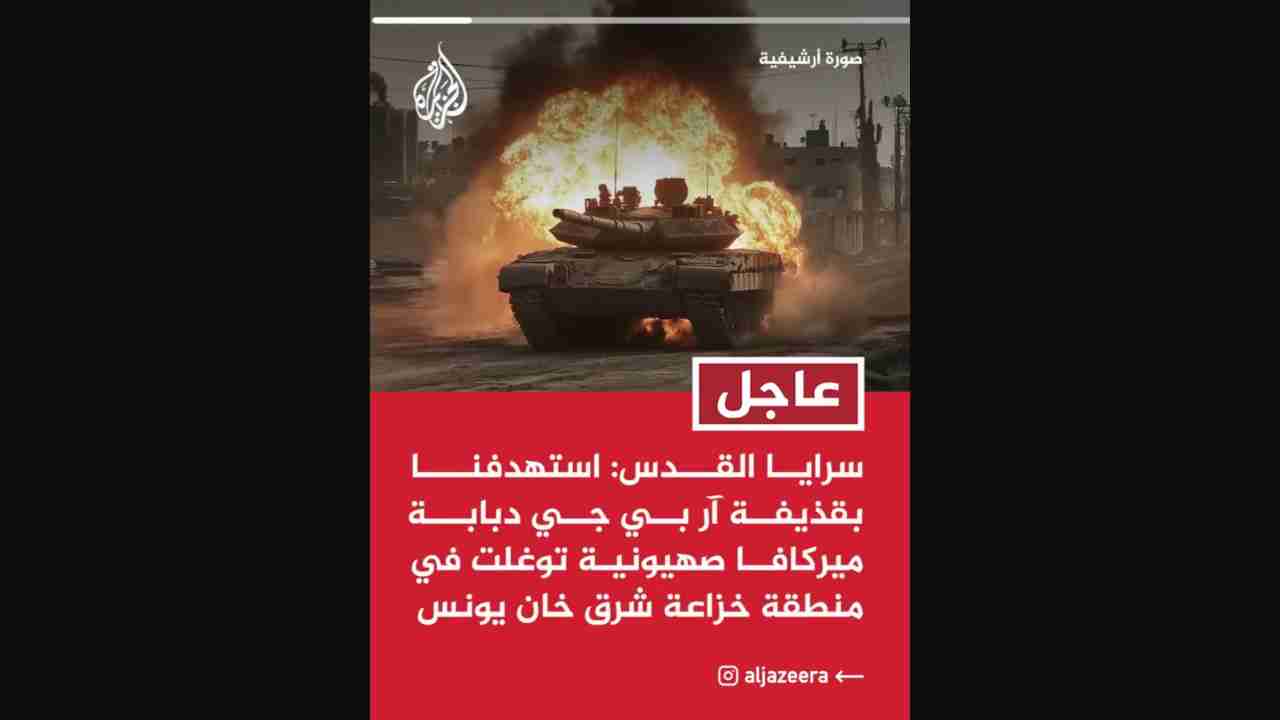 صورة أرشيفية
الجزيرة
عاجل
سرايا القدس: استهدفنا
بقذيفة آر بي جي دبابة
ميركافا صهيونية توغلت في
منطقة خزاعة شرق خان يونس
aljazeera